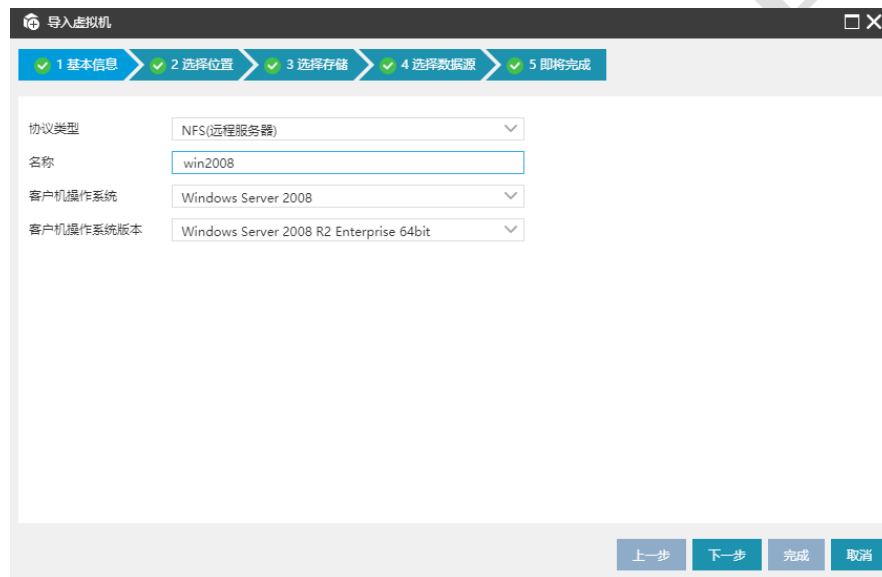 导入虚拟机
1 基本信息 2 选择位置 3 选择存储 4 选择数据源 5 即将完成
协议类型 NFS(远程服务器)
名称 win2008
客户机操作系统 Windows Server 2008
客户机操作系统版本 Windows Server 2008 R2 Enterprise 64bit
上一步 下一步 完成 取消